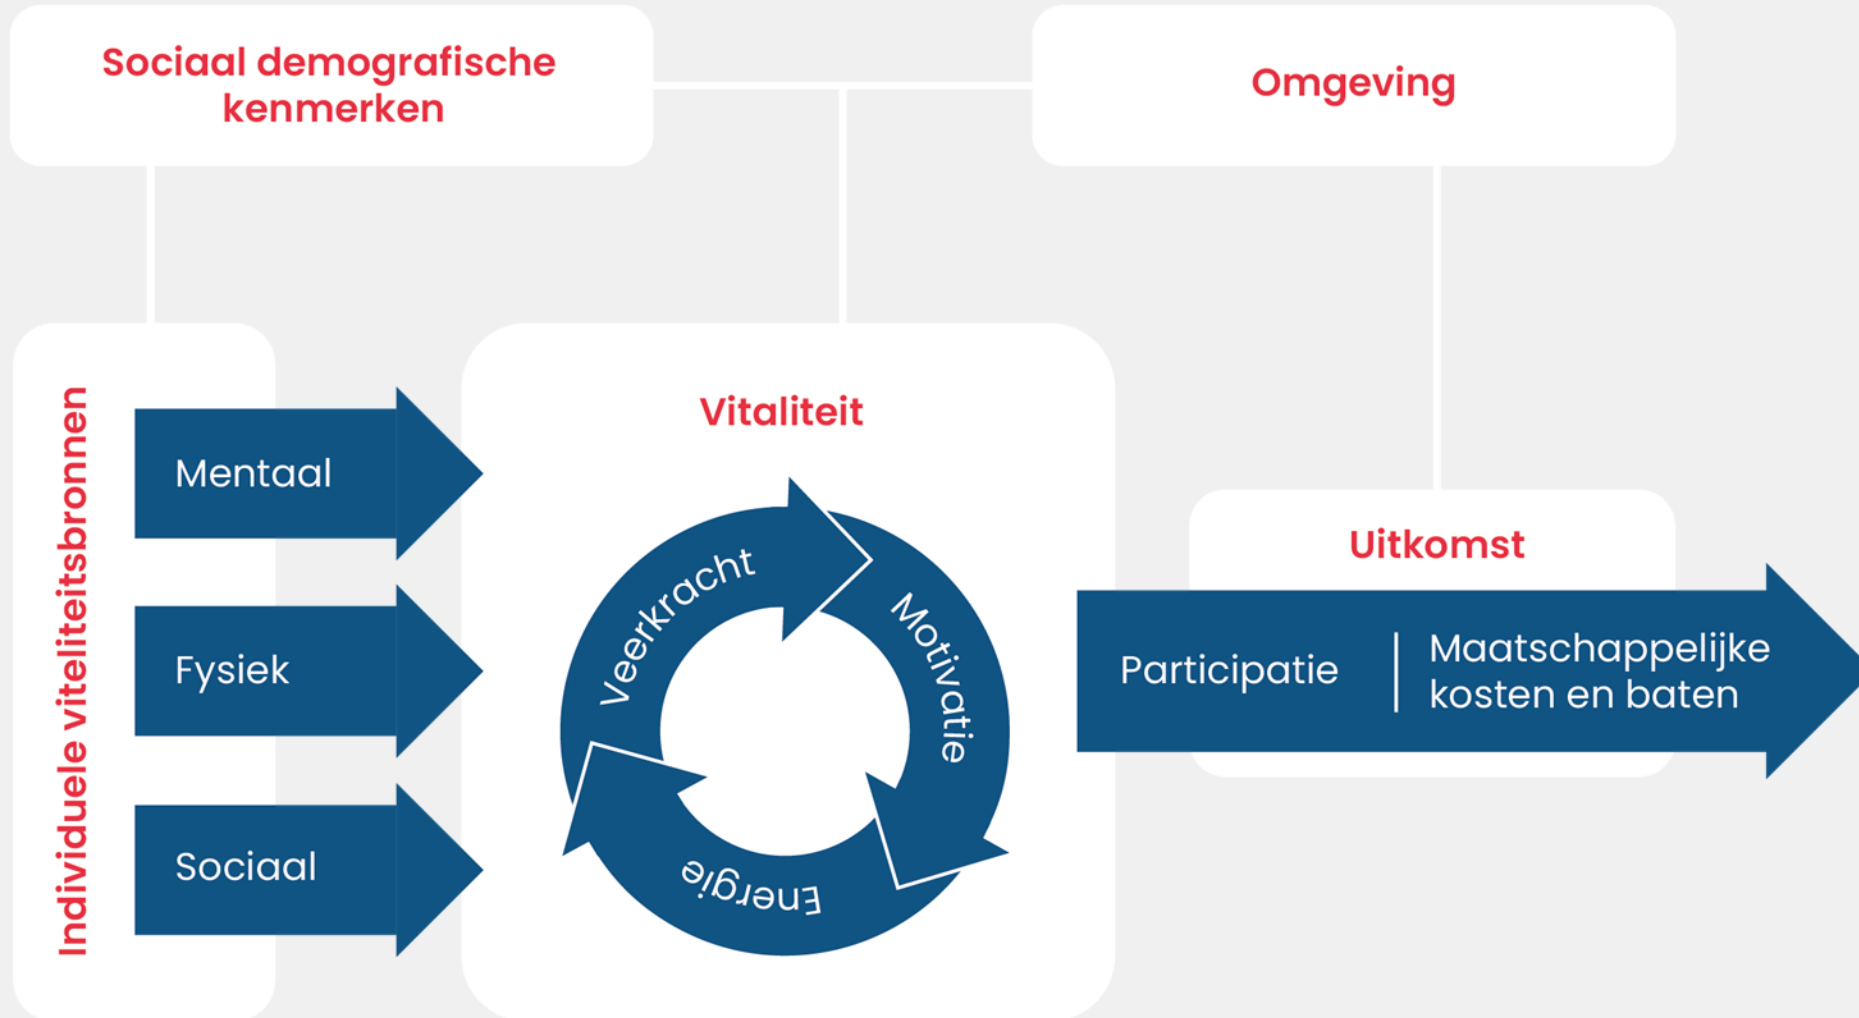 Sociaal demografische
kenmerken
Omgeving
Individuele viteliteitsbronnen
Mentaal
Fysiek
Sociaal
Vitaliteit
Veerkracht
Motivatie
Energie
Uitkomst
Participatie
Maatschappelijke
kosten en baten